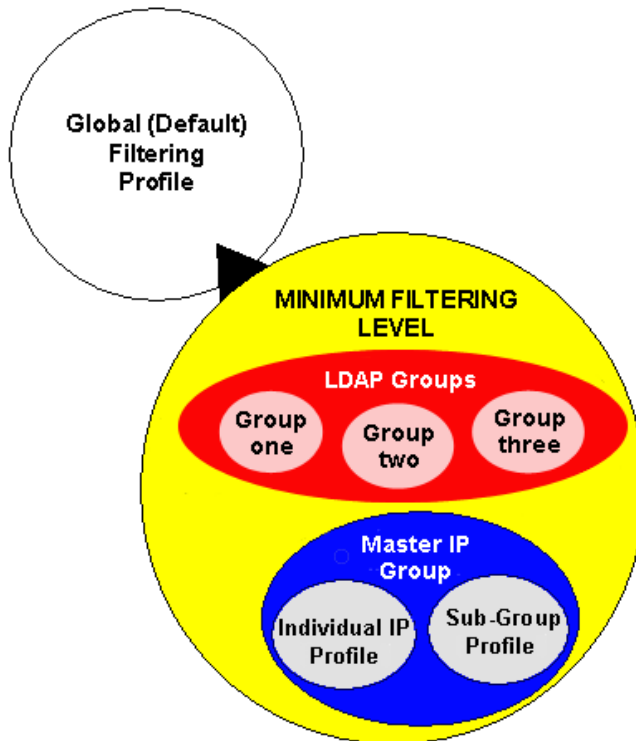 Global (Default)
Filtering
Profile
MINIMUM FILTERING
LEVEL
LDAP Groups
Group
one
Group
two
Group
three
Master IP
Group
Individual IP
Profile
Sub-Group
Profile